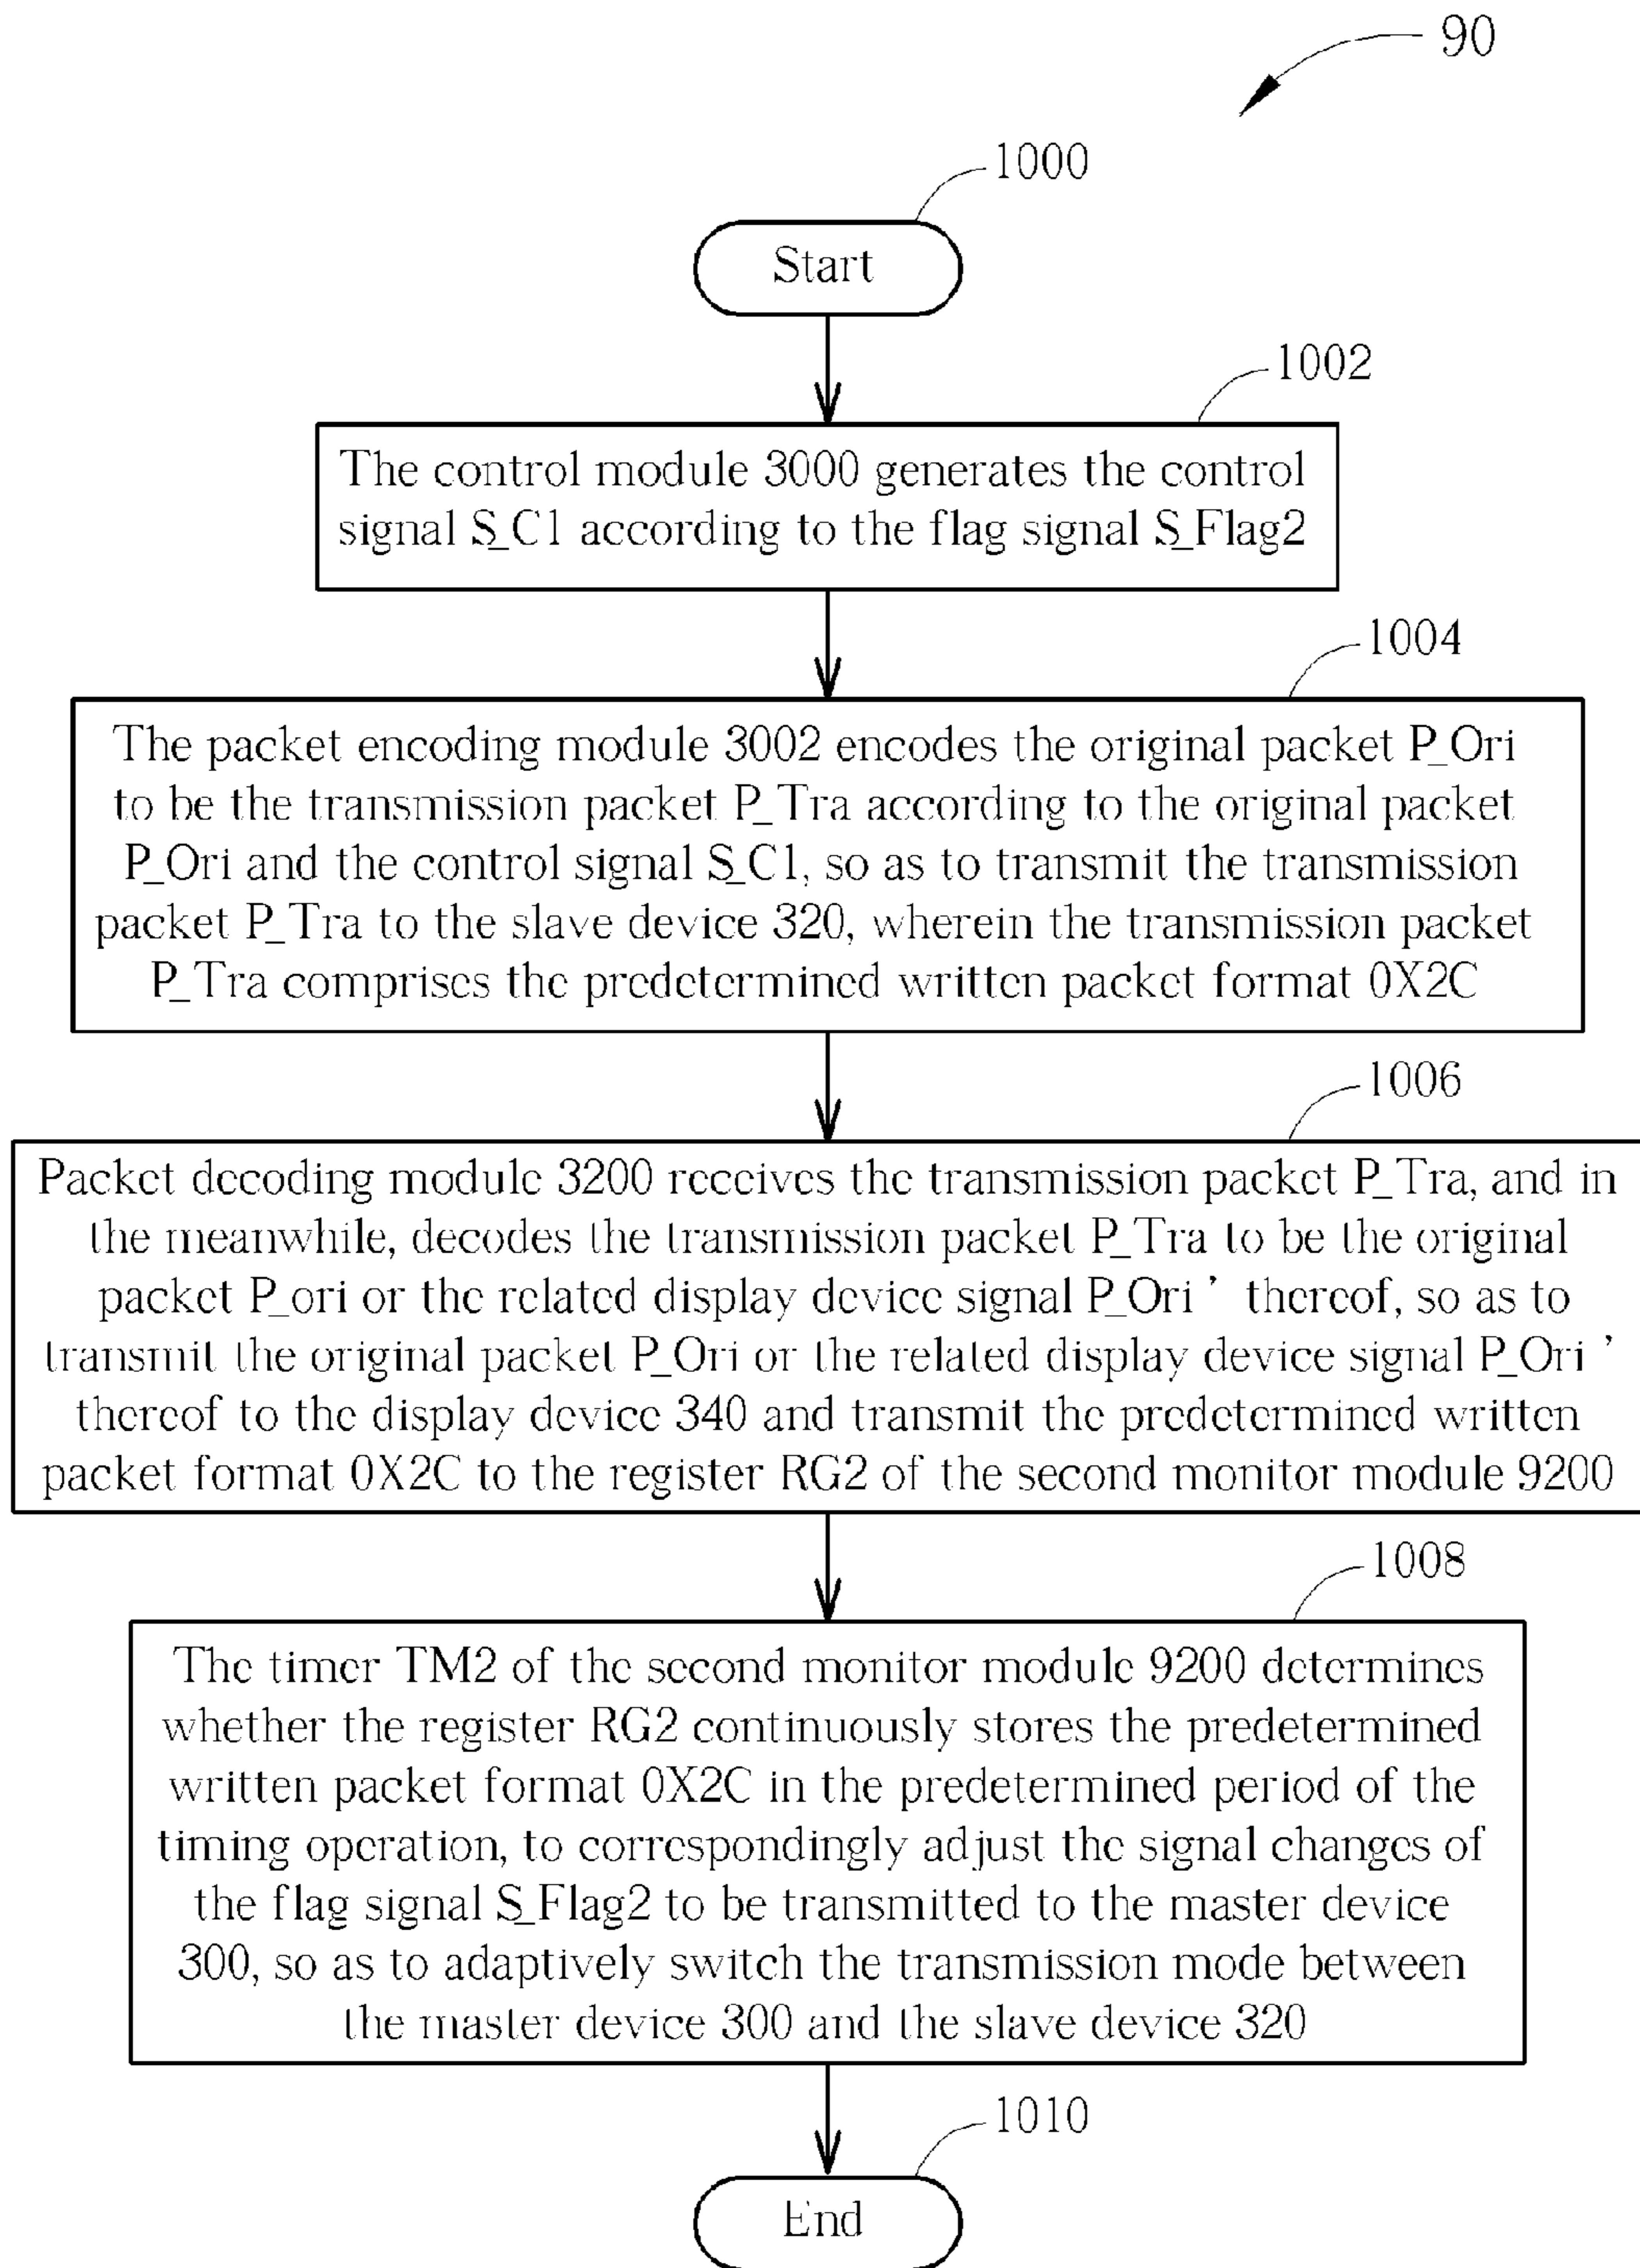 90
1000
Start
1002
The control module 3000 generates the control
signal S_C1 according to the flag signal S_Flag2
1004
The packet encoding module 3002 encodes the original packet P_Ori
to be the transmission packet P_Tra according to the original packet
P_Ori and the control signal S_C1, so as to transmit the transmission
packet P_Tra to the slave device 320, wherein the transmission packet
P_Tra comprises the predetermined written packet format 0X2C
1006
Packet decoding module 3200 receives the transmission packet P_Tra, and in
the meanwhile, decodes the transmission packet P_Tra to be the original
packet P_ori or the related display device signal P_Ori’ thereof, so as to
transmit the original packet P_Ori or the related display device signal P_Ori’
thereof to the display device 340 and transmit the predetermined written
packet format 0X2C to the register RG2 of the second monitor module 9200
1008
The timer TM2 of the second monitor module 9200 determines
whether the register RG2 continuously stores the predetermined
written packet format 0X2C in the predetermined period of the
timing operation, to correspondingly adjust the signal changes of
the flag signal S_Flag2 to be transmitted to the master device
300, so as to adaptively switch the transmission mode between
the master device 300 and the slave device 320
1010
End